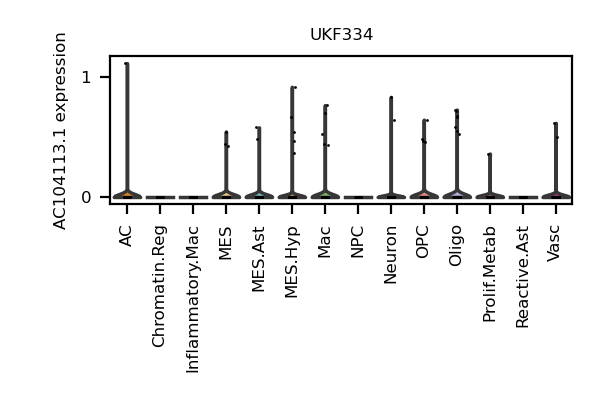 UKF334
AC104113.1 expression
1
0
AC
Chromatin.Reg
Inflammatory.Mac
MES
MES.Ast
MES.Hyp
Mac
NPC
Neuron
OPC
Oligo
Prolif.Metab
Reactive.Ast
Vasc